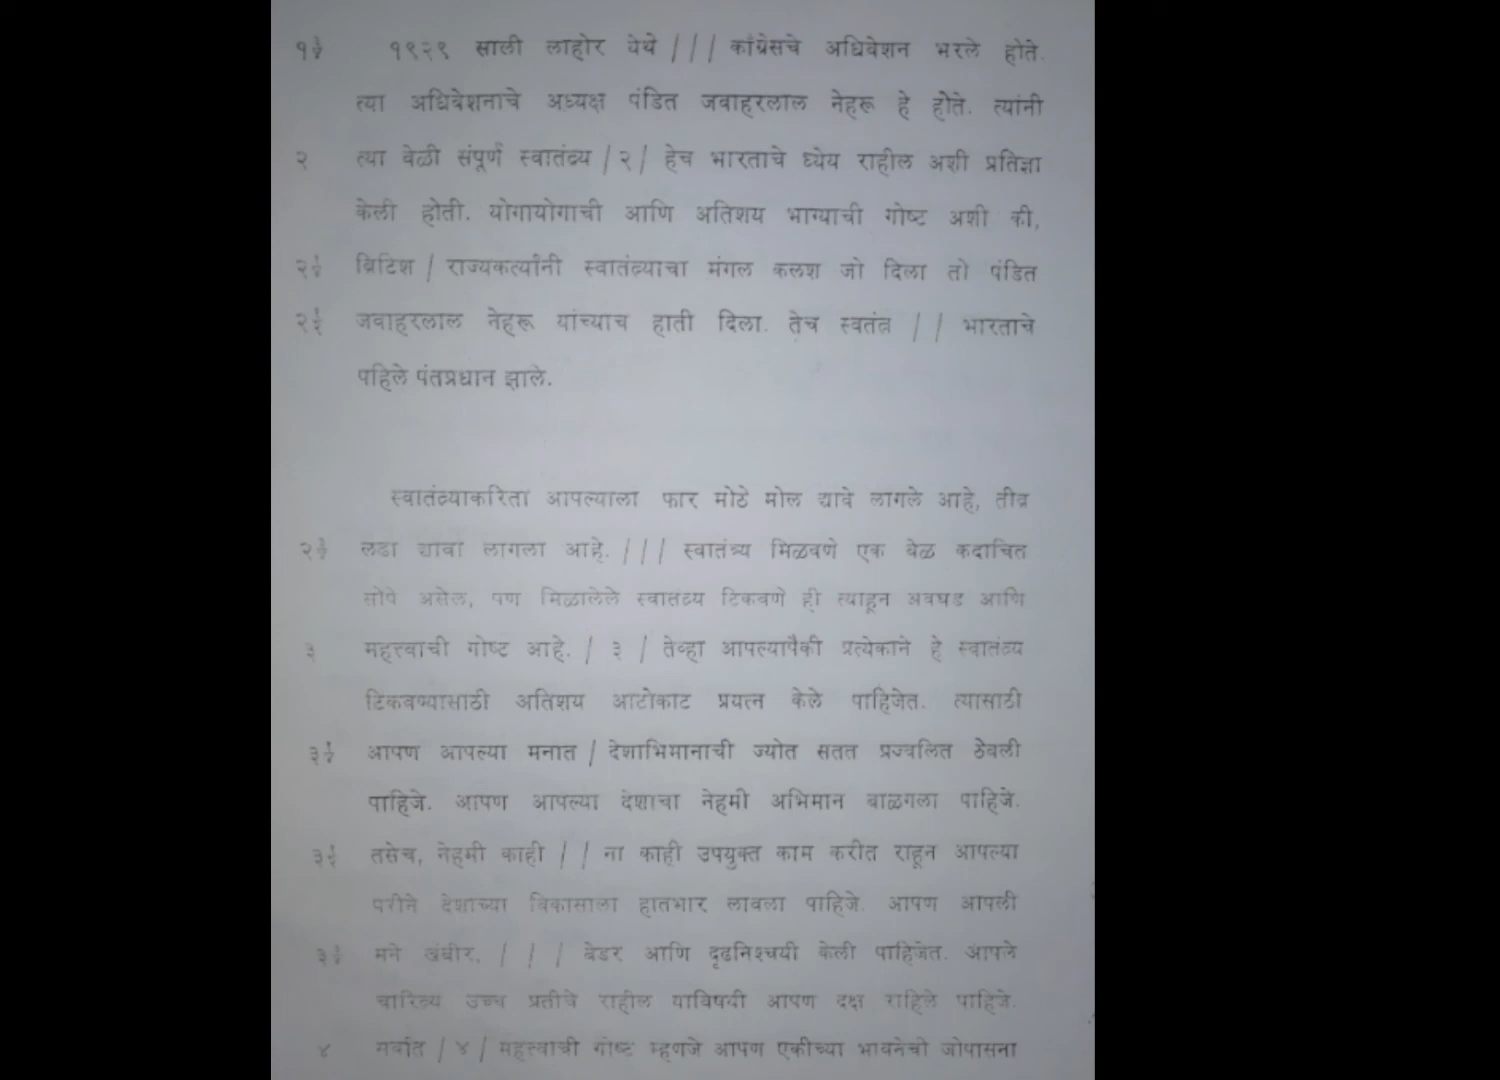 १¾ १९२९ साली लाहोर येथे / / / काँग्रेसचे अधिवेशन भरले होते.
त्या अधिवेशनाचे अध्यक्ष पंडित जवाहरलाल नेहरू हे होते. त्यांनी
२ त्या वेळी संपूर्ण स्वातंत्र्य / २ / हेच भारताचे ध्येय राहील अशी प्रतिज्ञा
केली होती. योगायोगाची आणि अतिशय भाग्याची गोष्ट अशी की,
२¼ ब्रिटिश / राज्यकर्त्यांनी स्वातंत्र्याचा मंगल कलश जो दिला तो पंडित
२½ जवाहरलाल नेहरू यांच्याच हाती दिला. तेच स्वतंत्र / / भारताचे
पहिले पंतप्रधान झाले.
स्वातंत्र्याकरिता आपल्याला फार मोठे मोल द्यावे लागले आहे, तीव्र
२¾ लढा द्यावा लागला आहे. / / / स्वातंत्र्य मिळवणे एक वेळ कदाचित
सोपे असेल, पण मिळालेले स्वातंत्र्य टिकवणे ही त्याहून अवघड आणि
३ महत्त्वाची गोष्ट आहे. / ३ / तेव्हा आपल्यापैकी प्रत्येकाने हे स्वातंत्र्य
टिकवण्यासाठी अतिशय आटोकाट प्रयत्न केले पाहिजेत. त्यासाठी
३¼ आपण आपल्या मनात / देशाभिमानाची ज्योत सतत प्रज्वलित ठेवली
पाहिजे. आपण आपल्या देशाचा नेहमी अभिमान बाळगला पाहिजे.
३½ तसेच, नेहमी काही / / ना काही उपयुक्त काम करीत राहून आपल्या
परीने देशाच्या विकासाला हातभार लावला पाहिजे. आपण आपली
३¾ मने खंबीर, / / / बेडर आणि दृढनिश्चयी केली पाहिजेत. आपले
चारित्र्य उच्च प्रतीचे राहील याविषयी आपण दक्ष राहिले पाहिजे.
४ सर्वांत / ४ / महत्त्वाची गोष्ट म्हणजे आपण एकीच्या भावनेची जोपासना